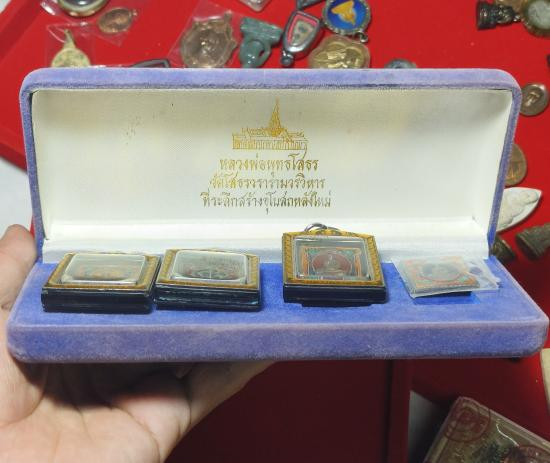 หลวงพ่อพุทธโสธร
วัดโสธรวรารามวรวิหาร
ที่ระลึกสร้างอุโบสถหลังใหม่